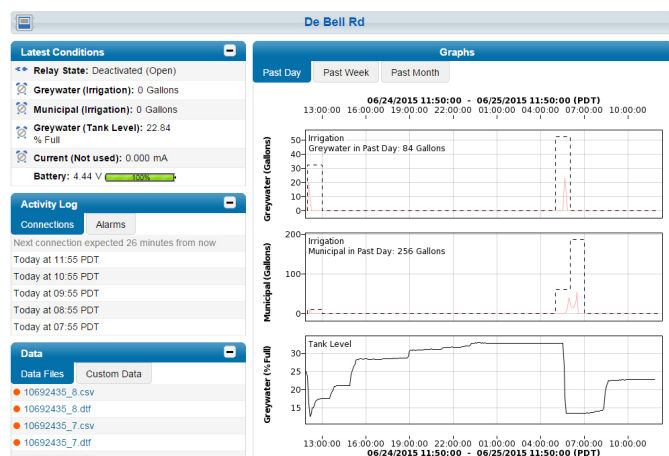 De Bell Rd
Latest Conditions
Relay State: Deactivated (Open)
Greywater (Irrigation): 0 Gallons
Municipal (Irrigation): 0 Gallons
Greywater (Tank Level): 22.84
% Full
Current (Not used): 0.000 mA
Battery: 4.44 V 100%
Activity Log
Connections Alarms
Next connection expected 26 minutes from now
Today at 11:55 PDT
Today at 10:55 PDT
Today at 09:55 PDT
Today at 08:55 PDT
Today at 07:55 PDT
Data
Data Files Custom Data
10692435_8.csv
10692435_8.dtf
10692435_7.csv
10692435_7.dtf
Graphs
Past Day Past Week Past Month
06/24/2015 11:50:00 - 06/25/2015 11:50:00 (PDT)
13:00:00 16:00:00 19:00:00 22:00:00 01:00:00 04:00:00 07:00:00 10:00:00
Greywater (Gallons)
50
40
30
20
10
0
Irrigation
Greywater in Past Day: 84 Gallons
Municipal (Gallons)
200
100
0
Irrigation
Municipal in Past Day: 256 Gallons
Greywater (% Full)
30
25
20
15
Tank Level
13:00:00 16:00:00 19:00:00 22:00:00 01:00:00 04:00:00 07:00:00 10:00:00
06/24/2015 11:50:00 - 06/25/2015 11:50:00 (PDT)